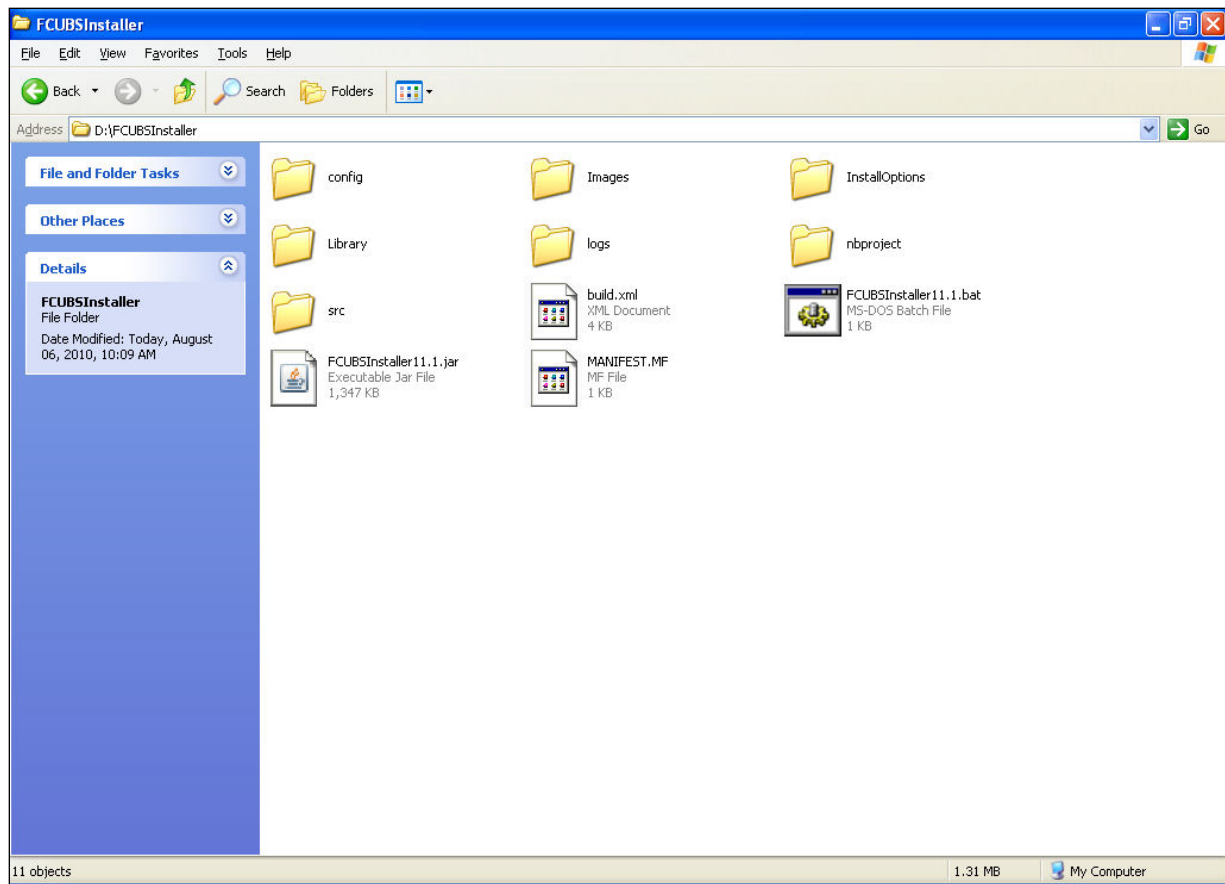 FCUBSInstaller
File Edit View Favorites Tools Help
Back Search Folders
Address D:\FCUBSInstaller Go
File and Folder Tasks
Other Places
Details
FCUBSInstaller
File Folder
Date Modified: Today, August
06, 2010, 10:09 AM
config Images InstallOptions
Library logs nbproject
src
build.xml
XML Document
4 KB
FCUBSInstaller11.1.bat
MS-DOS Batch File
1 KB
FCUBSInstaller11.1.jar
Executable Jar File
1,347 KB
MANIFEST.MF
MF File
1 KB
11 objects 1.31 MB My Computer